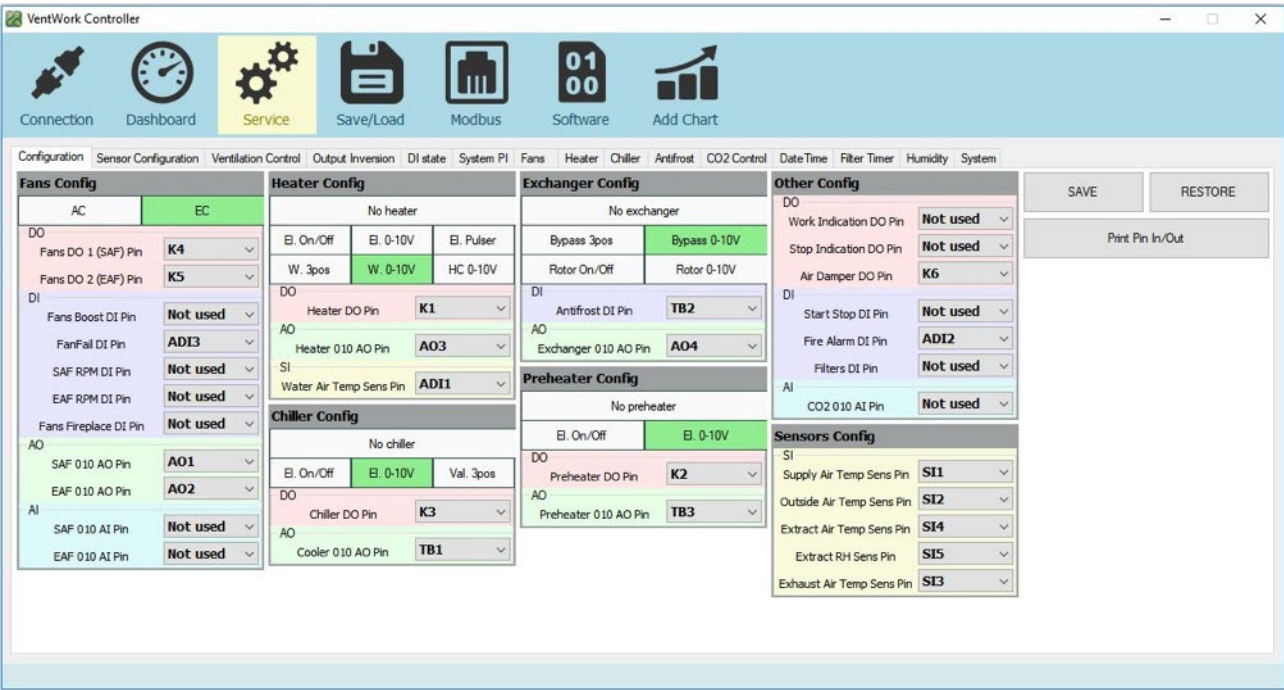 VentWork Controller
Connection Dashboard Service Save/Load Modbus Software Add Chart
Configuration Sensor Configuration Ventilation Control Output Inversion DI state System PI Fans Heater Chiller Antifrost CO2 Control DateTime Filter Timer Humidity System
Fans Config
AC EC
DO
Fans DO 1 (SAF) Pin K4
Fans DO 2 (EAF) Pin K5
DI
Fans Boost DI Pin Not used
FanFail DI Pin ADI3
SAF RPM DI Pin Not used
EAF RPM DI Pin Not used
Fans Fireplace DI Pin Not used
AO
SAF 010 AO Pin AO1
EAF 010 AO Pin AO2
AI
SAF 010 AI Pin Not used
EAF 010 AI Pin Not used
Heater Config
No heater
El. On/Off El. 0-10V El. Pulser
W. 3pos W. 0-10V HC 0-10V
DO
Heater DO Pin K1
AO
Heater 010 AO Pin AO3
SI
Water Air Temp Sens Pin ADI1
Chiller Config
No chiller
El. On/Off El. 0-10V Val. 3pos
DO
Chiller DO Pin K3
AO
Cooler 010 AO Pin TB1
Exchanger Config
No exchanger
Bypass 3pos Bypass 0-10V
Rotor On/Off Rotor 0-10V
DI
Antifrost DI Pin TB2
AO
Exchanger 010 AO Pin AO4
Preheater Config
No preheater
El. On/Off El. 0-10V
DO
Preheater DO Pin K2
AO
Preheater 010 AO Pin TB3
Other Config
DO
Work Indication DO Pin Not used
Stop Indication DO Pin Not used
Air Damper DO Pin K6
DI
Start Stop DI Pin Not used
Fire Alarm DI Pin ADI2
Filters DI Pin Not used
AI
CO2 010 AI Pin Not used
Sensors Config
SI
Supply Air Temp Sens Pin SI1
Outside Air Temp Sens Pin SI2
Extract Air Temp Sens Pin SI4
Extract RH Sens Pin SI5
Exhaust Air Temp Sens Pin SI3
SAVE RESTORE
Print Pin In/Out